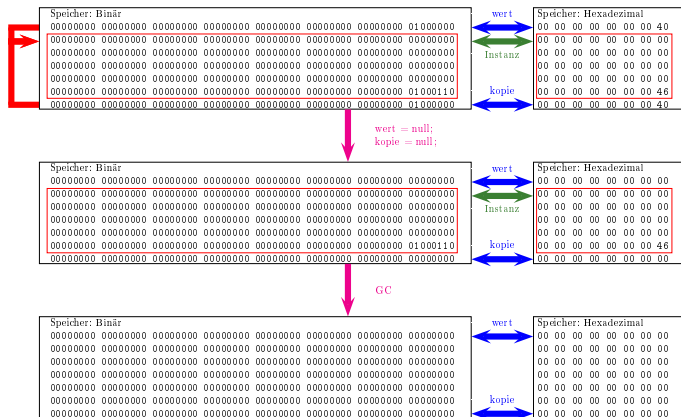 Speicher: Binär
00000000 00000000 00000000 00000000 00000000 00000000 00000000 01000000
00000000 00000000 00000000 00000000 00000000 00000000 00000000 00000000
00000000 00000000 00000000 00000000 00000000 00000000 00000000 00000000
00000000 00000000 00000000 00000000 00000000 00000000 00000000 00000000
00000000 00000000 00000000 00000000 00000000 00000000 00000000 00000000
00000000 00000000 00000000 00000000 00000000 00000000 00000000 01000110
00000000 00000000 00000000 00000000 00000000 00000000 00000000 01000000
wert
Instanz
kopie
Speicher: Hexadezimal
00 00 00 00 00 00 00 40
00 00 00 00 00 00 00 00
00 00 00 00 00 00 00 00
00 00 00 00 00 00 00 00
00 00 00 00 00 00 00 00
00 00 00 00 00 00 00 46
00 00 00 00 00 00 00 40
wert = null;
kopie = null;
Speicher: Binär
00000000 00000000 00000000 00000000 00000000 00000000 00000000 00000000
00000000 00000000 00000000 00000000 00000000 00000000 00000000 00000000
00000000 00000000 00000000 00000000 00000000 00000000 00000000 00000000
00000000 00000000 00000000 00000000 00000000 00000000 00000000 00000000
00000000 00000000 00000000 00000000 00000000 00000000 00000000 00000000
00000000 00000000 00000000 00000000 00000000 00000000 00000000 01000110
00000000 00000000 00000000 00000000 00000000 00000000 00000000 00000000
wert
Instanz
kopie
Speicher: Hexadezimal
00 00 00 00 00 00 00 00
00 00 00 00 00 00 00 00
00 00 00 00 00 00 00 00
00 00 00 00 00 00 00 00
00 00 00 00 00 00 00 00
00 00 00 00 00 00 00 46
00 00 00 00 00 00 00 00
GC
Speicher: Binär
00000000 00000000 00000000 00000000 00000000 00000000 00000000 00000000
00000000 00000000 00000000 00000000 00000000 00000000 00000000 00000000
00000000 00000000 00000000 00000000 00000000 00000000 00000000 00000000
00000000 00000000 00000000 00000000 00000000 00000000 00000000 00000000
00000000 00000000 00000000 00000000 00000000 00000000 00000000 00000000
00000000 00000000 00000000 00000000 00000000 00000000 00000000 00000000
00000000 00000000 00000000 00000000 00000000 00000000 00000000 00000000
wert
kopie
Speicher: Hexadezimal
00 00 00 00 00 00 00 00
00 00 00 00 00 00 00 00
00 00 00 00 00 00 00 00
00 00 00 00 00 00 00 00
00 00 00 00 00 00 00 00
00 00 00 00 00 00 00 00
00 00 00 00 00 00 00 00